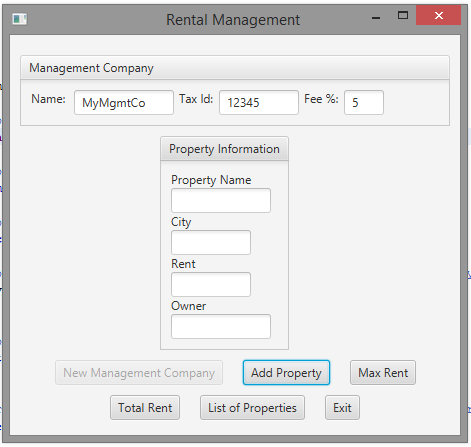 Rental Management
Management Company
Name: MyMgmtCo Tax Id: 12345 Fee %: 5
Property Information
Property Name
City
Rent
Owner
New Management Company Add Property Max Rent
Total Rent List of Properties Exit